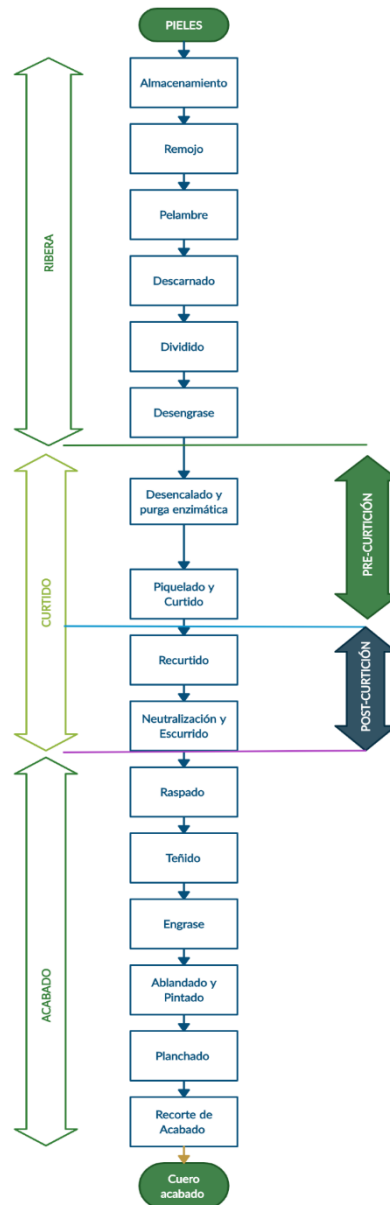 PIELES
Almacenamiento
Remojo
Pelambre
RIBERA
Descarnado
Dividido
Desengrase
Desencalado y
purga enzimática
PRE-CURTICIÓN
Piquelado y
Curtido
CURTIDO
Recurtido
POST-CURTICIÓN
Neutralización y
Escurrido
Raspado
Teñido
Engrase
ACABADO
Ablandado y
Pintado
Planchado
Recorte de
Acabado
Cuero
acabado